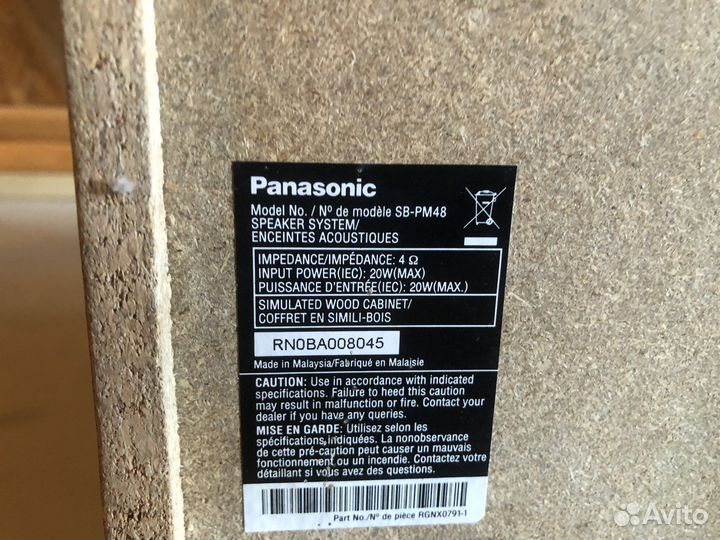 Panasonic
Model No. / Nº de modèle SB-PM48
SPEAKER SYSTEM/
ENCEINTES ACOUSTIQUES
IMPEDANCE/IMPÉDANCE: 4 Ω
INPUT POWER(IEC): 20W(MAX)
PUISSANCE D'ENTRÉE(IEC): 20W(MAX.)
SIMULATED WOOD CABINET/
COFFRET EN SIMILI-BOIS
RN0BA008045
Made in Malaysia/Fabriqué en Malaisie
CAUTION: Use in accordance with indicated
specifications. Failure to heed this caution
may result in malfunction or fire. Contact your
dealer if you have any queries.
MISE EN GARDE: Utilisez selon les
spécifications indiquées. La nonobservance
de cette pré-caution peut causer un mauvais
fonctionnement ou un incendie. Contactez votre
détaillant si vous avez des questions.
Part No./Nº de pièce RGNX0791-1
Avito